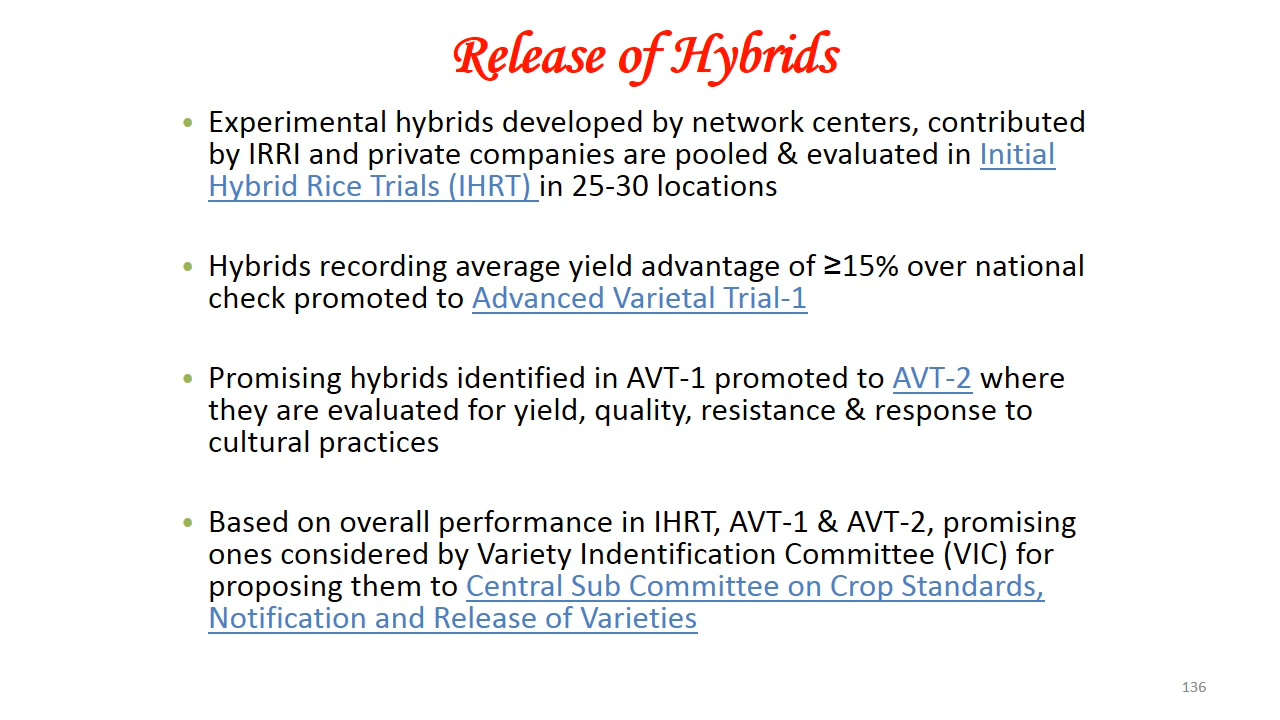 Release of Hybrids
• Experimental hybrids developed by network centers, contributed
by IRRI and private companies are pooled & evaluated in Initial
Hybrid Rice Trials (IHRT) in 25-30 locations
• Hybrids recording average yield advantage of ≥15% over national
check promoted to Advanced Varietal Trial-1
• Promising hybrids identified in AVT-1 promoted to AVT-2 where
they are evaluated for yield, quality, resistance & response to
cultural practices
• Based on overall performance in IHRT, AVT-1 & AVT-2, promising
ones considered by Variety Indentification Committee (VIC) for
proposing them to Central Sub Committee on Crop Standards,
Notification and Release of Varieties
136